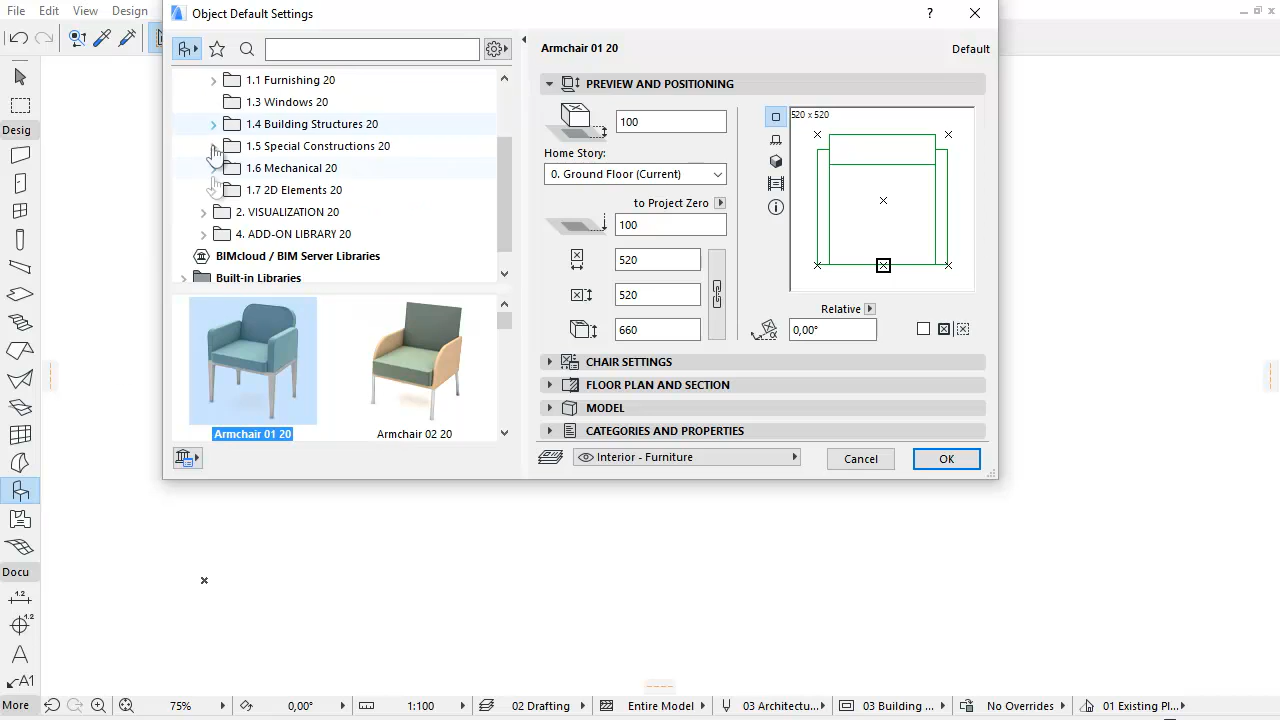 File Edit View Design
Object Default Settings
?
Armchair 01 20
Default
1.1 Furnishing 20
1.3 Windows 20
1.4 Building Structures 20
1.5 Special Constructions 20
1.6 Mechanical 20
1.7 2D Elements 20
2. VISUALIZATION 20
4. ADD-ON LIBRARY 20
BIMcloud / BIM Server Libraries
Built-in Libraries
Armchair 01 20
Armchair 02 20
PREVIEW AND POSITIONING
100
Home Story:
0. Ground Floor (Current)
to Project Zero
100
520
520
660
520 x 520
Relative
0,00°
CHAIR SETTINGS
FLOOR PLAN AND SECTION
MODEL
CATEGORIES AND PROPERTIES
Interior - Furniture
Cancel
OK
Desig
Docu
1.2
1.2
A
A1
More
75%
0,00°
1:100
02 Drafting
Entire Model
03 Architectu...
03 Building ...
No Overrides
01 Existing Pl...